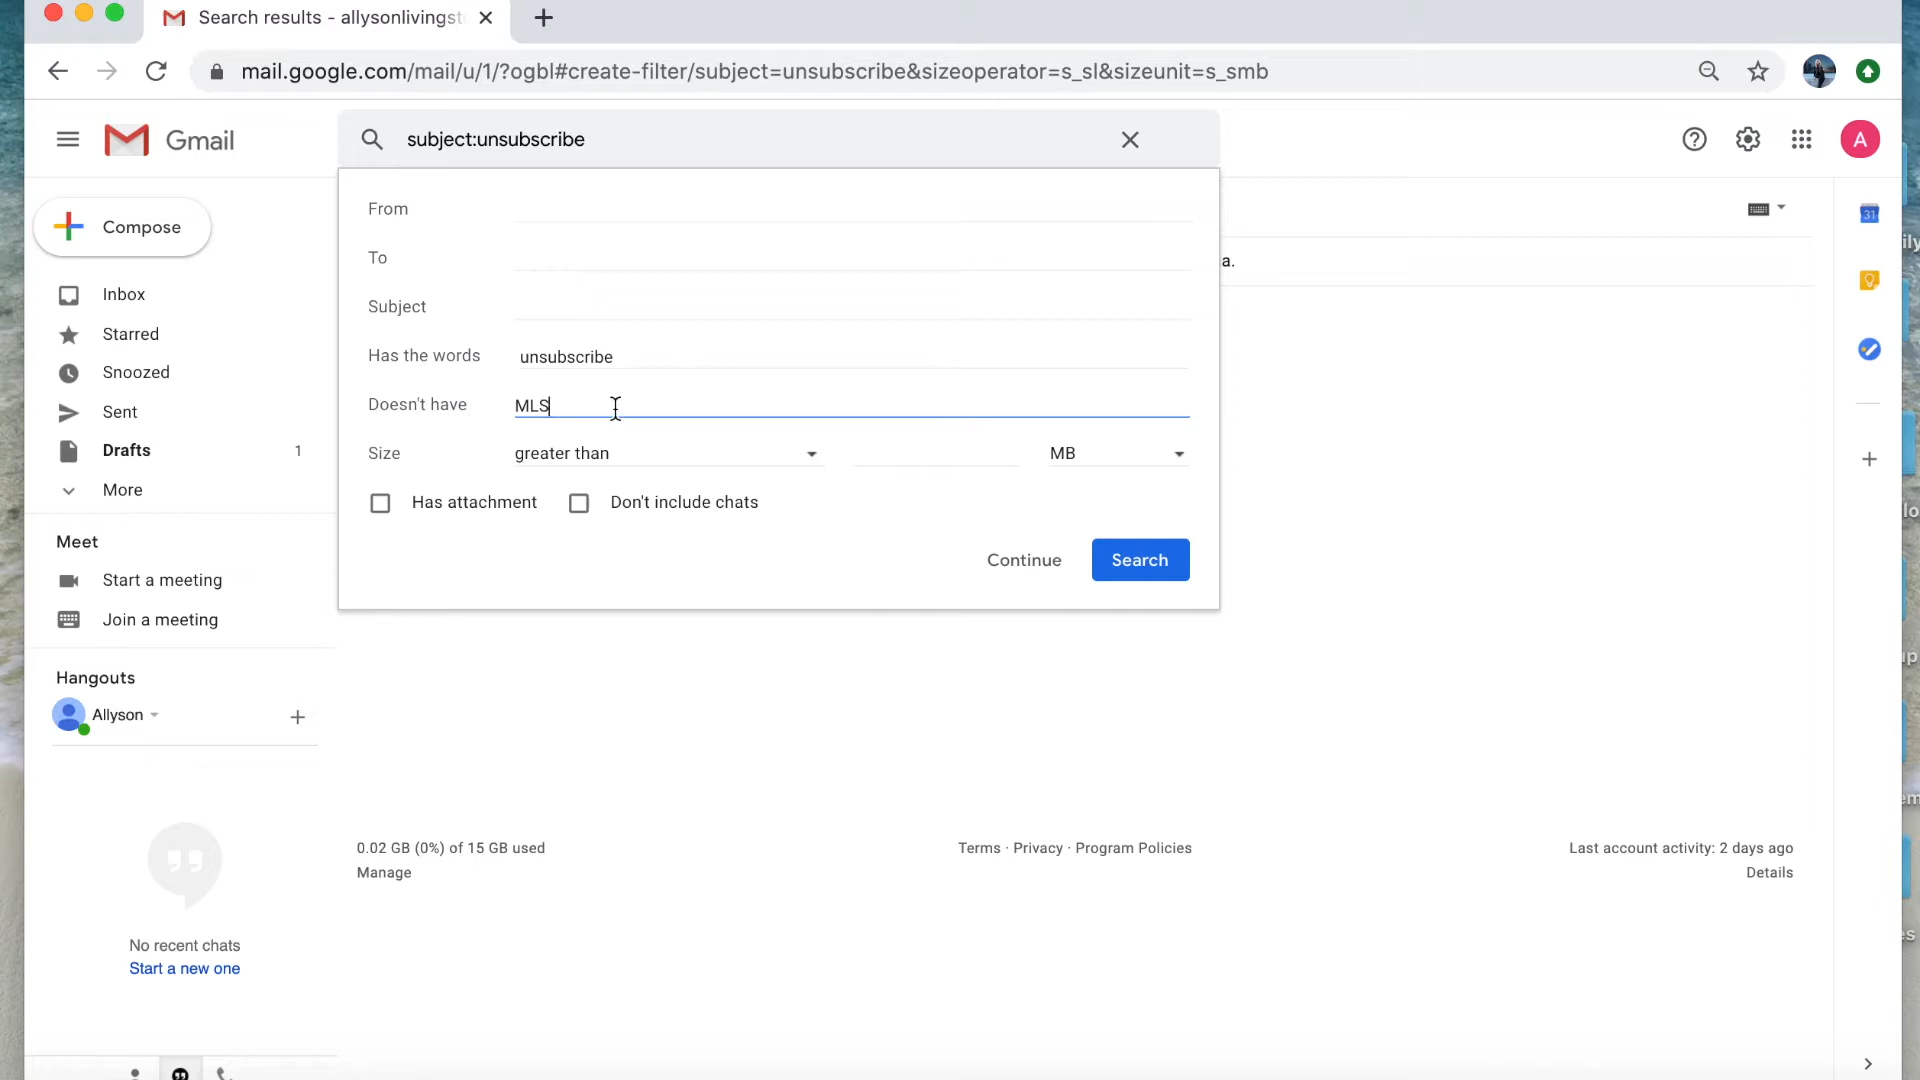 Search results - allysonlivingst
mail.google.com/mail/u/1/?ogbl#create-filter/subject=unsubscribe&sizeoperator=s_sl&sizeunit=s_smb
Gmail
subject:unsubscribe
A
Compose
From
31
To
a.
Inbox
Subject
Starred
Has the words unsubscribe
Snoozed
Doesn't have MLS
Sent
Size greater than MB
Drafts 1
More
Has attachment Don't include chats
Meet
Continue Search
Start a meeting
Join a meeting
Hangouts
Allyson
0.02 GB (0%) of 15 GB used
Manage
Terms · Privacy · Program Policies
Last account activity: 2 days ago
Details
No recent chats
Start a new one